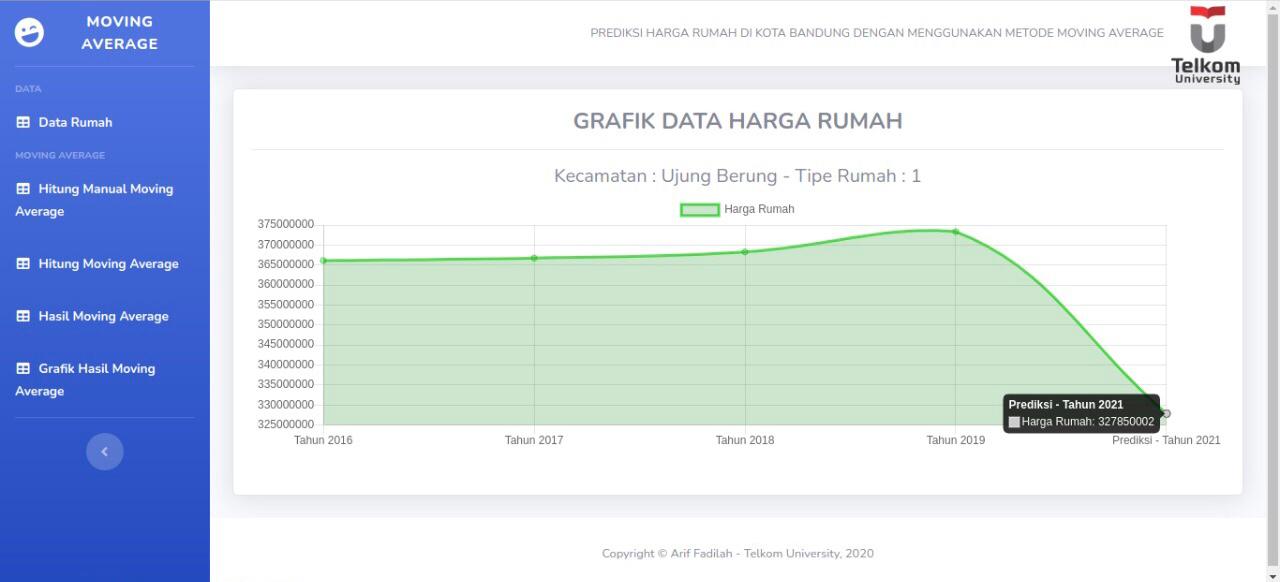 MOVING
AVERAGE
PREDIKSI HARGA RUMAH DI KOTA BANDUNG DENGAN MENGGUNAKAN METODE MOVING AVERAGE
Telkom
University
DATA
Data Rumah
MOVING AVERAGE
Hitung Manual Moving
Average
Hitung Moving Average
Hasil Moving Average
Grafik Hasil Moving
Average
GRAFIK DATA HARGA RUMAH
Kecamatan : Ujung Berung - Tipe Rumah : 1
Harga Rumah
375000000
370000000
365000000
360000000
355000000
350000000
345000000
340000000
335000000
330000000
325000000
Prediksi - Tahun 2021
Harga Rumah: 327850002
Tahun 2016 Tahun 2017 Tahun 2018 Tahun 2019 Prediksi - Tahun 2021
Copyright © Arif Fadilah - Telkom University, 2020